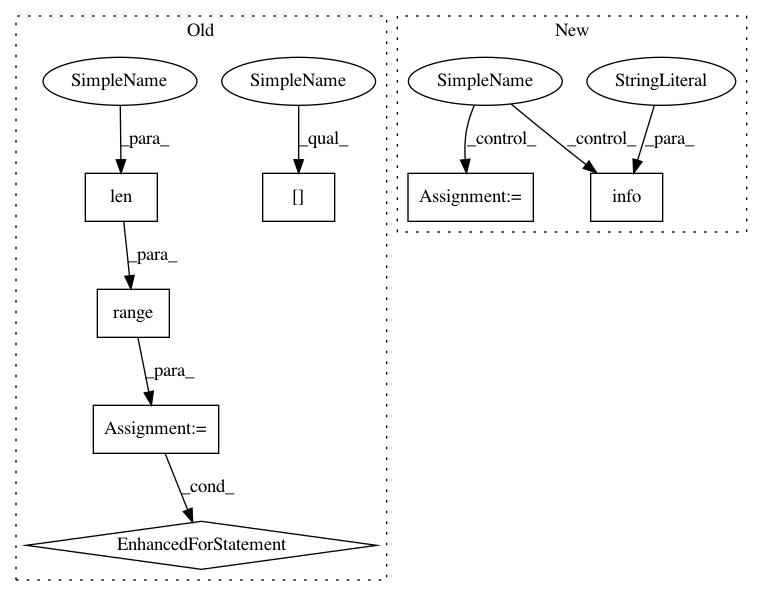 Old
New
SimpleName
SimpleName
SimpleName
StringLiteral
_para_
_qual_
_control_
_control_
_para_
len
[]
Assignment:=
info
_para_
range
_para_
Assignment:=
_cond_
EnhancedForStatement